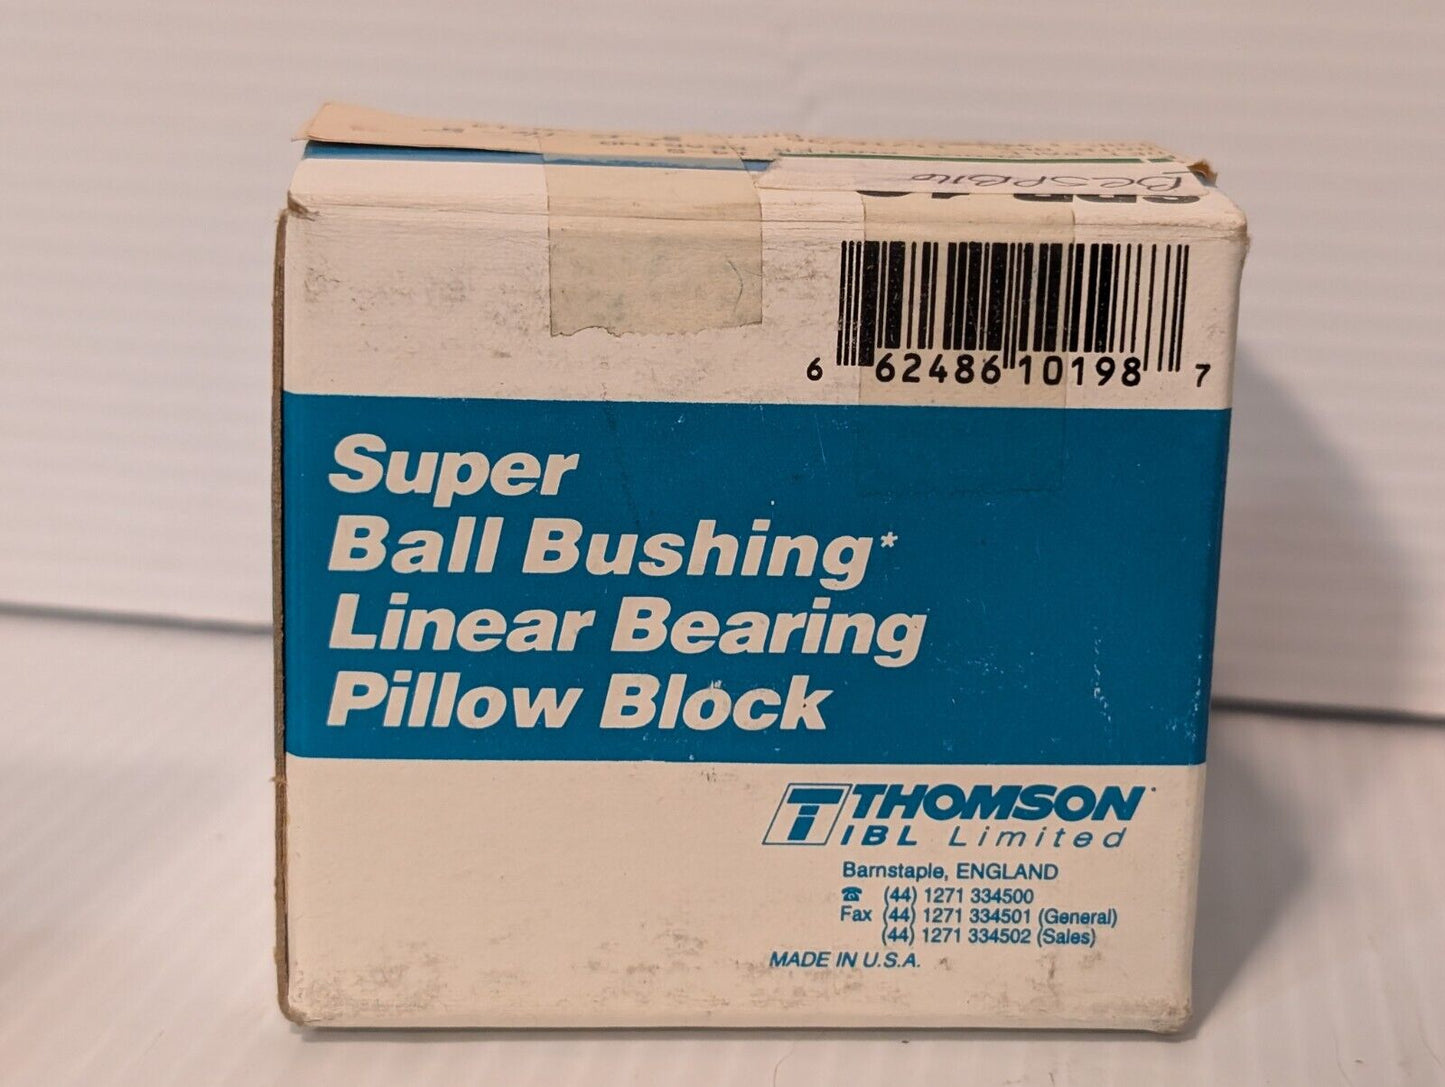 6 62486 10198 7
Super
Ball Bushing*
Linear Bearing
Pillow Block
THOMSON
IBL Limited
Barnstaple, ENGLAND
☎ (44) 1271 334500
Fax (44) 1271 334501 (General)
(44) 1271 334502 (Sales)
MADE IN U.S.A.